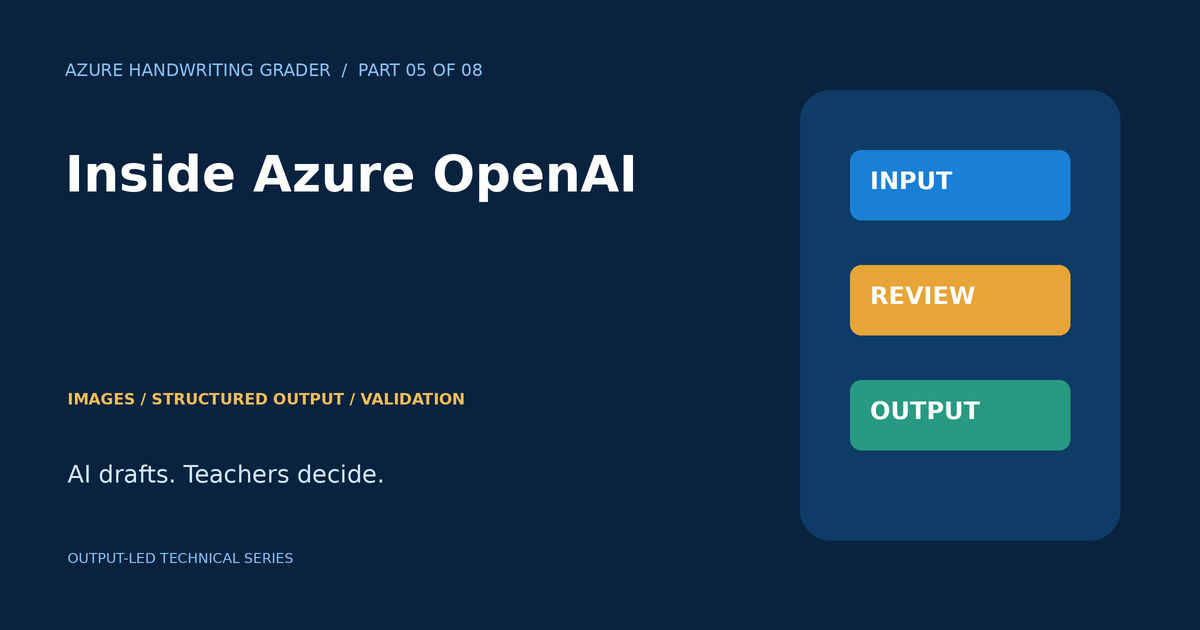 AZURE HANDWRITING GRADER / PART 05 OF 08
Inside Azure OpenAI
IMAGES / STRUCTURED OUTPUT / VALIDATION
AI drafts. Teachers decide.
OUTPUT-LED TECHNICAL SERIES
INPUT
REVIEW
OUTPUT